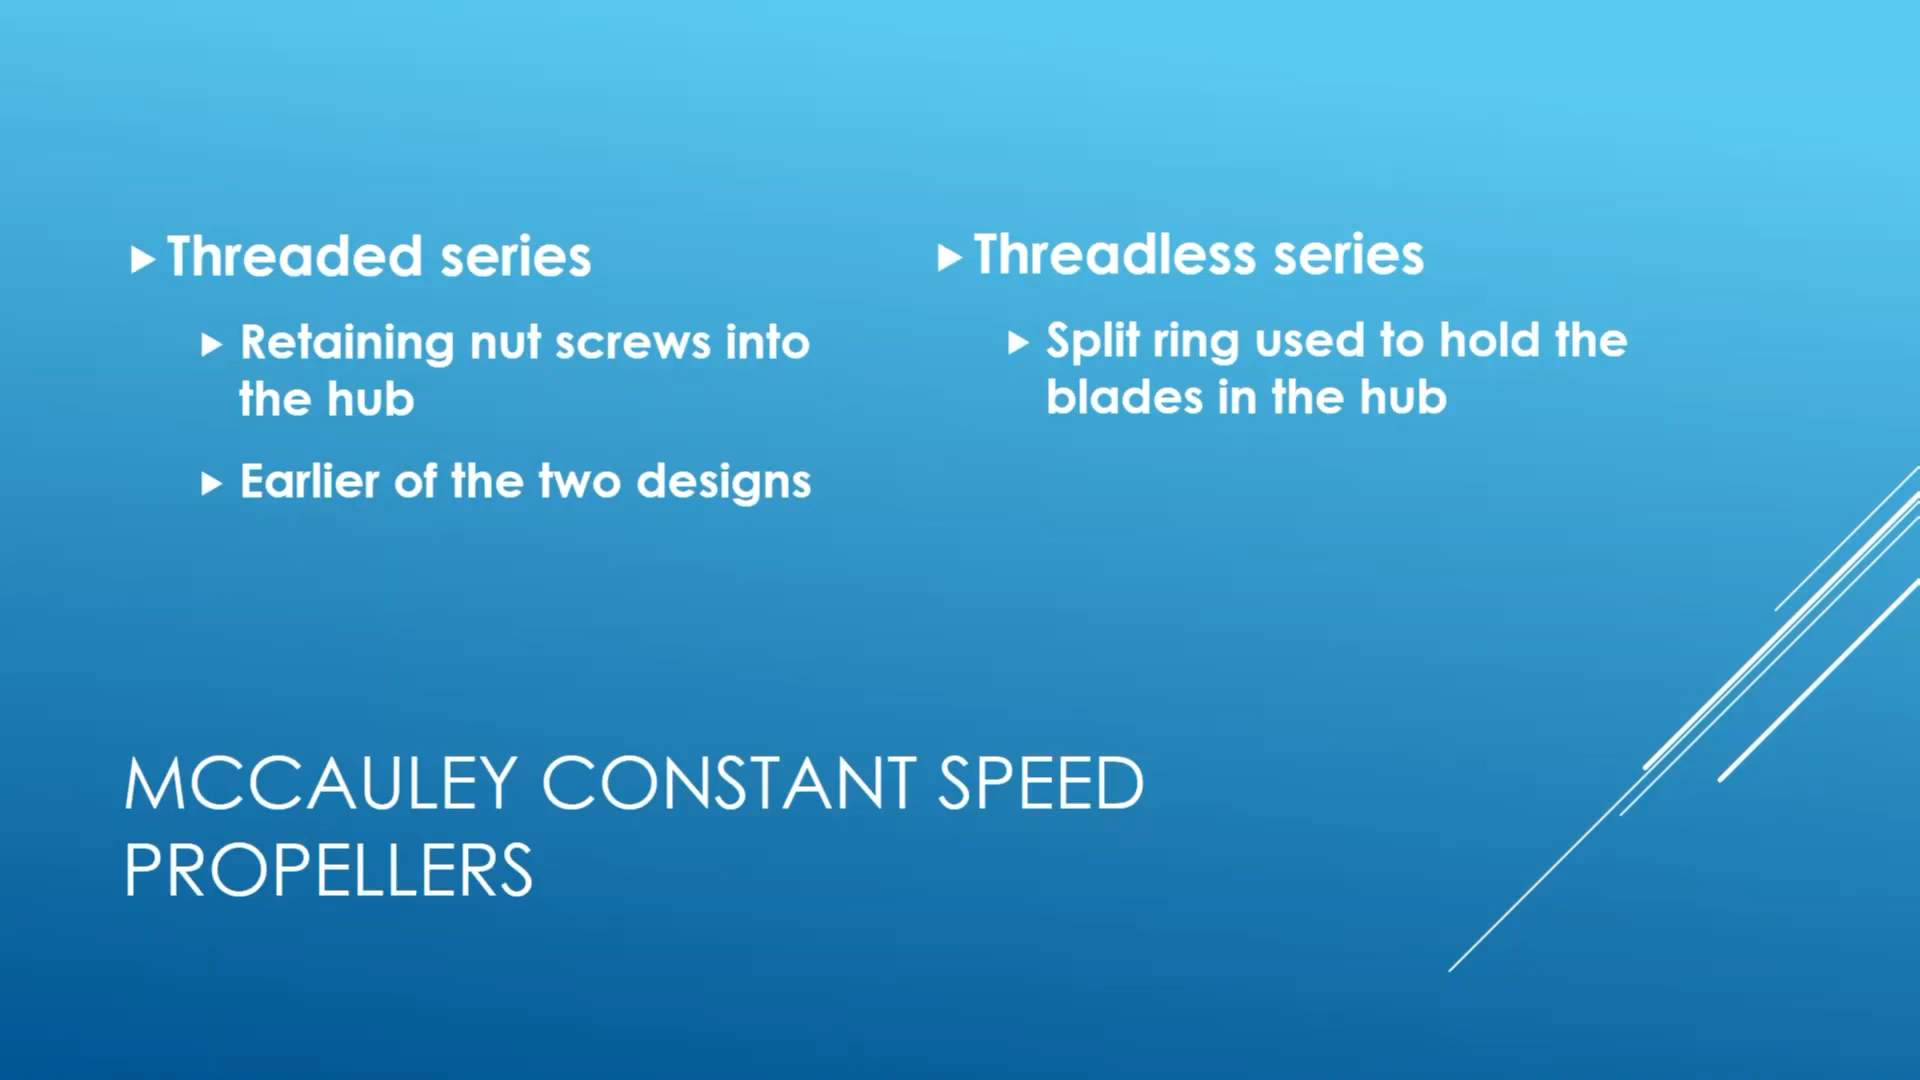 Threaded series
Retaining nut screws into
the hub
Earlier of the two designs
Threadless series
Split ring used to hold the
blades in the hub
MCCAULEY CONSTANT SPEED
PROPELLERS